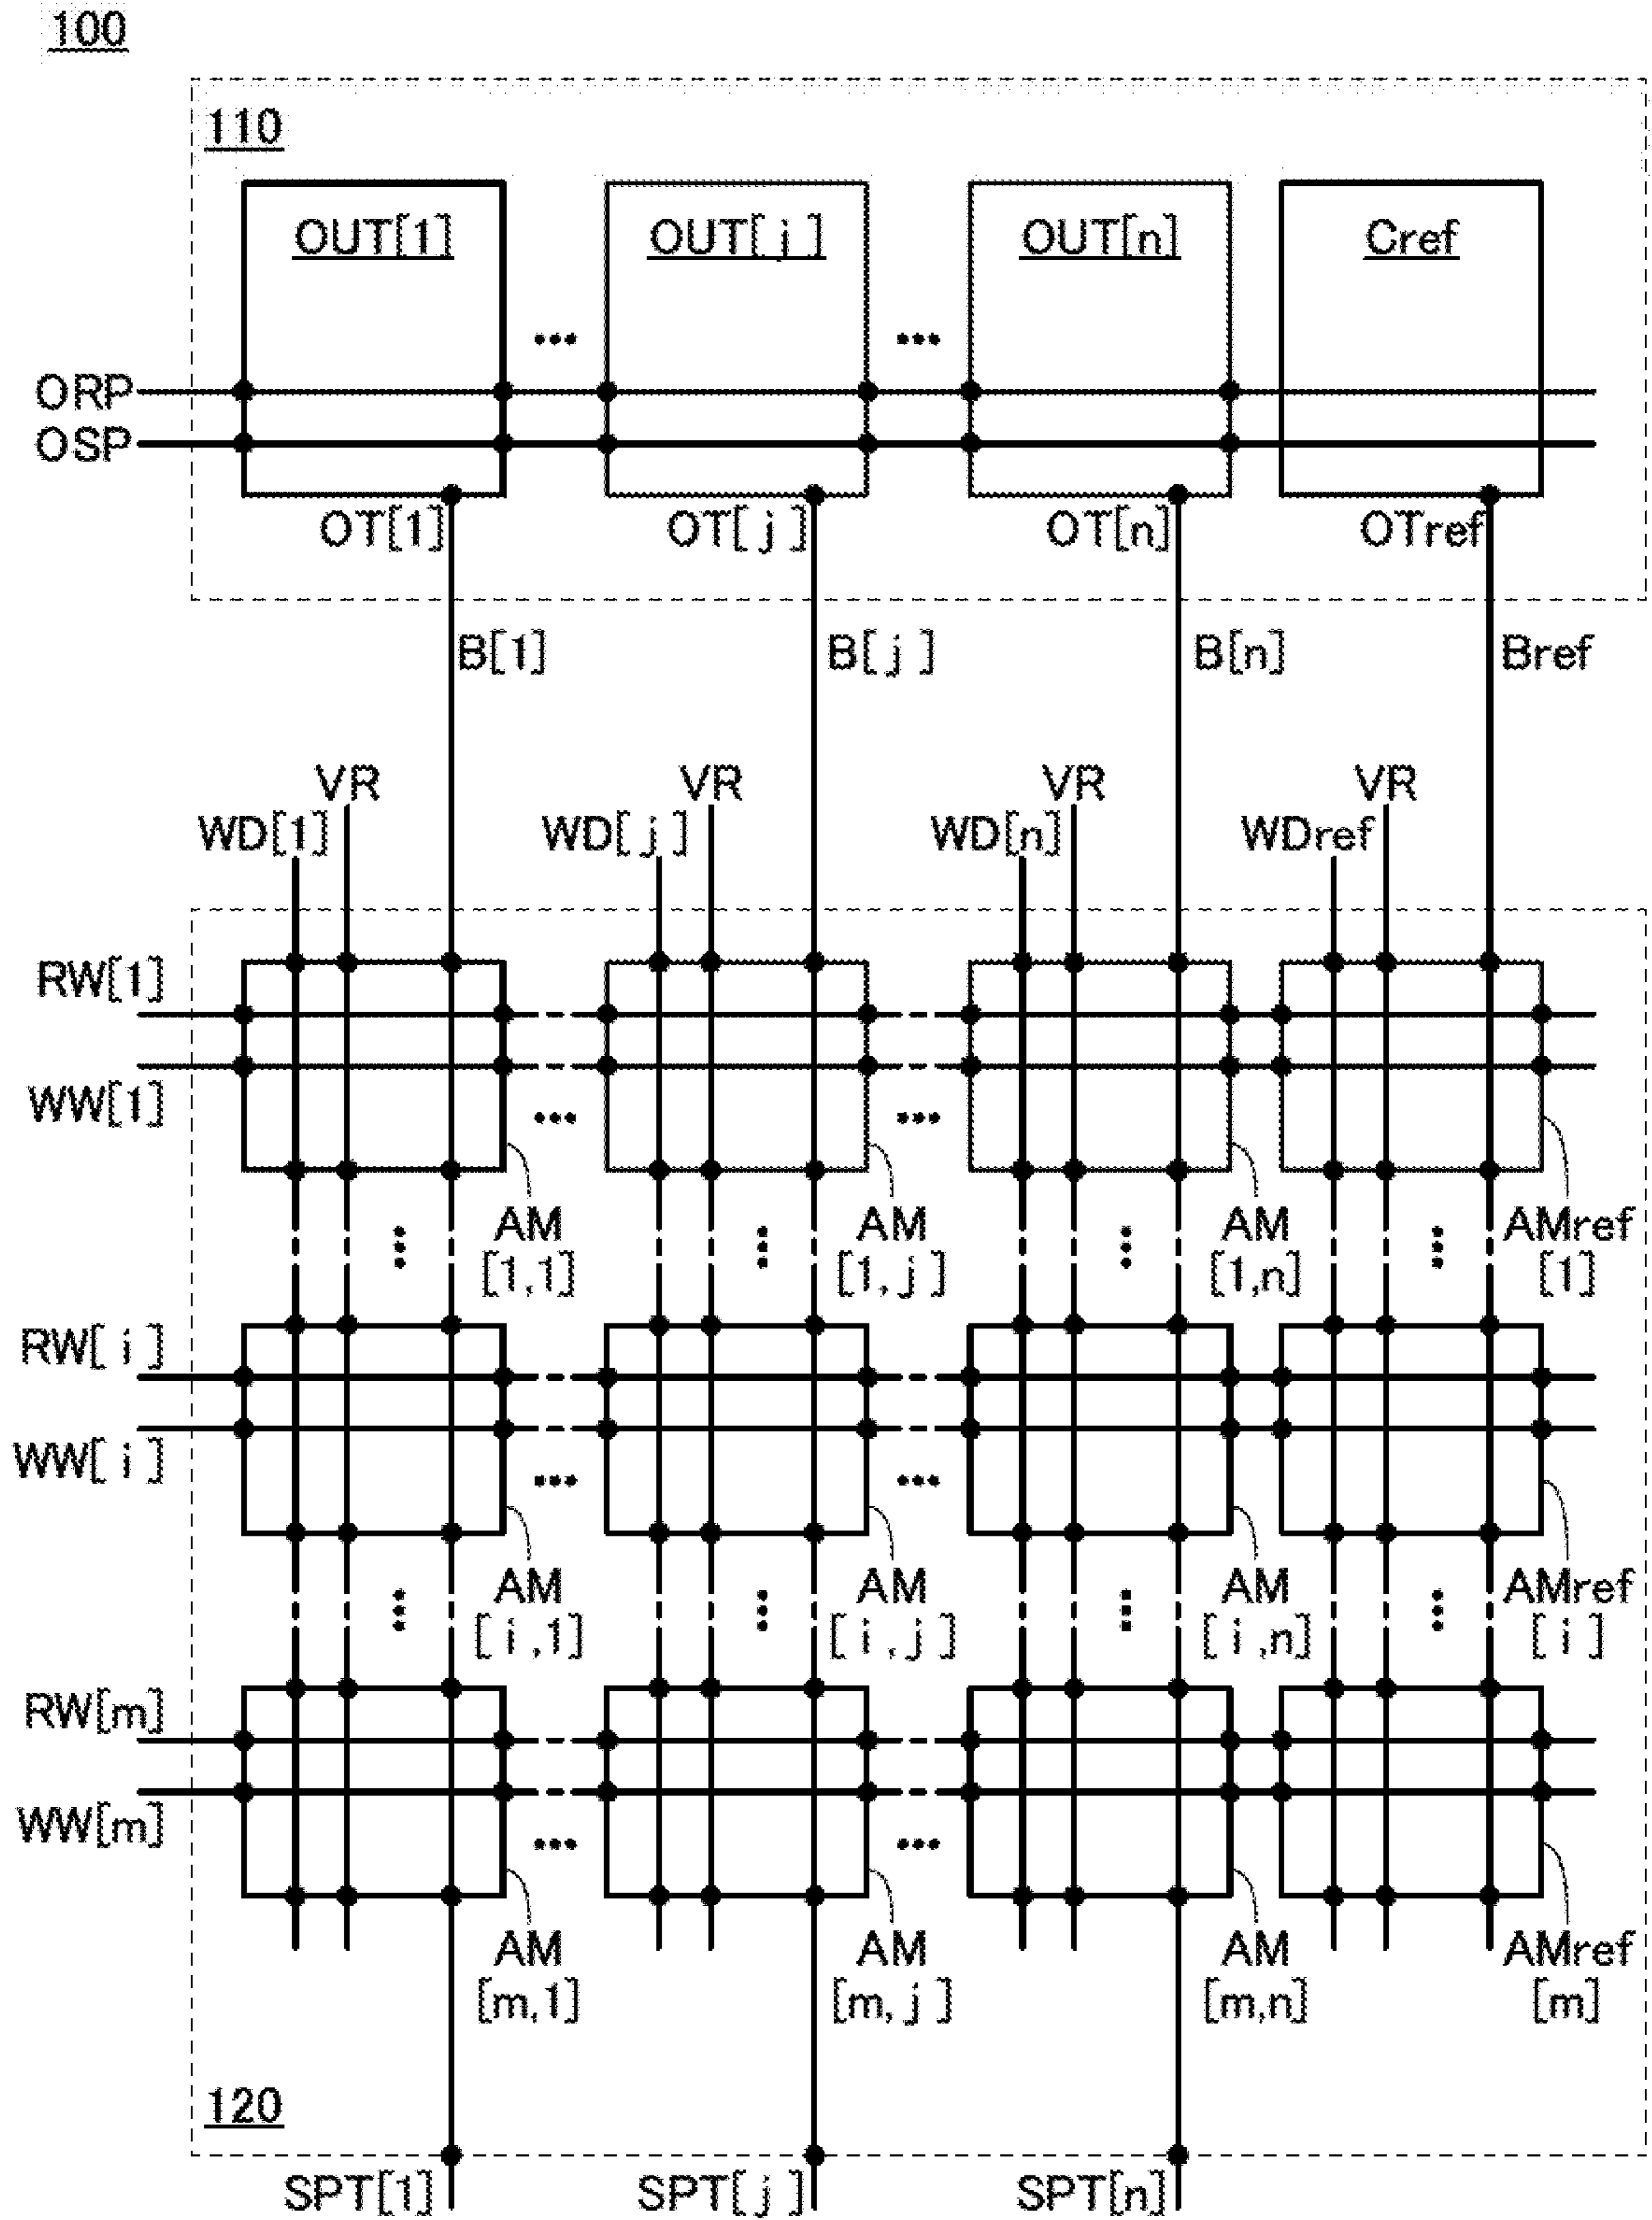 100
110
OUT[1] OUT[j] OUT[n] Cref
ORP
OSP
OT[1] OT[j] OT[n] OTref
B[1] B[j] B[n] Bref
VR VR VR VR
WD[1] WD[j] WD[n] WDref
RW[1]
WW[1]
AM AM AM AMref
[1,1] [1,j] [1,n] [1]
RW[i]
WW[i]
AM AM AM AMref
[i,1] [i,j] [i,n] [i]
RW[m]
WW[m]
AM AM AM AMref
[m,1] [m,j] [m,n] [m]
120
SPT[1] SPT[j] SPT[n]